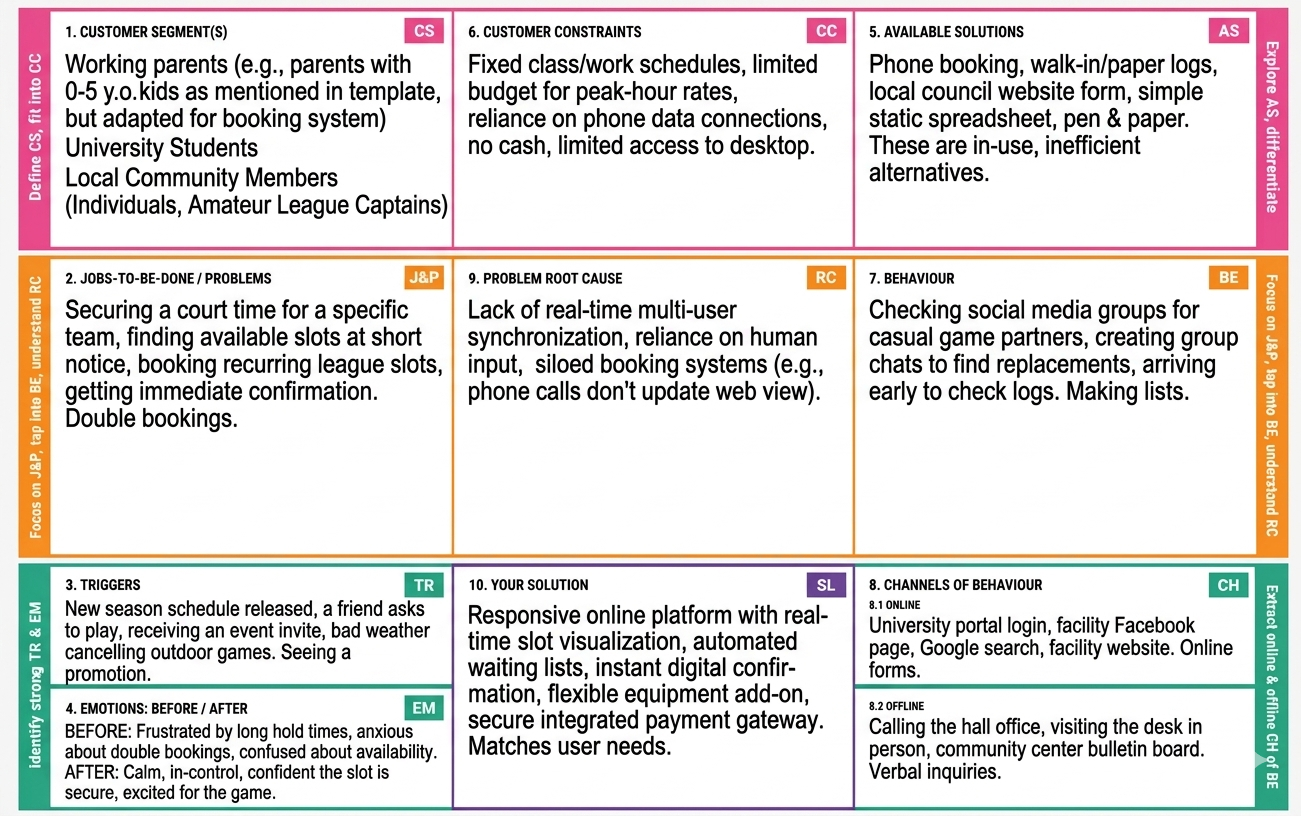 Define CS, fit into CC
1. CUSTOMER SEGMENT(S)
CS
Working parents (e.g., parents with
0-5 y.o.kids as mentioned in template,
but adapted for booking system)
University Students
Local Community Members
(Individuals, Amateur League Captains)
6. CUSTOMER CONSTRAINTS
CC
Fixed class/work schedules, limited
budget for peak-hour rates,
reliance on phone data connections,
no cash, limited access to desktop.
5. AVAILABLE SOLUTIONS
AS
Phone booking, walk-in/paper logs,
local council website form, simple
static spreadsheet, pen & paper.
These are in-use, inefficient
alternatives.
Explore AS, differentiate
Focos on J&P, tap into BE, understand RC
2. JOBS-TO-BE-DONE / PROBLEMS
J&P
Securing a court time for a specific
team, finding available slots at short
notice, booking recurring league slots,
getting immediate confirmation.
Double bookings.
9. PROBLEM ROOT CAUSE
RC
Lack of real-time multi-user
synchronization, reliance on human
input,  siloed booking systems (e.g.,
phone calls don't update web view).
7. BEHAVIOUR
BE
Checking social media groups for
casual game partners, creating group
chats to find replacements, arriving
early to check logs. Making lists.
Focus on J&P, tap into BE, understand RC
identify strong TR & EM
3. TRIGGERS
TR
New season schedule released, a friend asks
to play, receiving an event invite, bad weather
cancelling outdoor games. Seeing a
promotion.
4. EMOTIONS: BEFORE / AFTER
EM
BEFORE: Frustrated by long hold times, anxious
about double bookings, confused about availability.
AFTER: Calm, in-control, confident the slot is
secure, excited for the game.
10. YOUR SOLUTION
SL
Responsive online platform with real-
time slot visualization, automated
waiting lists, instant digital confir-
mation, flexible equipment add-on,
secure integrated payment gateway.
Matches user needs.
8. CHANNELS OF BEHAVIOUR
CH
8.1 ONLINE
University portal login, facility Facebook
page, Google search, facility website. Online
forms.
8.2 OFFLINE
Calling the hall office, visiting the desk in
person, community center bulletin board.
Verbal inquiries.
Extract online & offline CH of BE